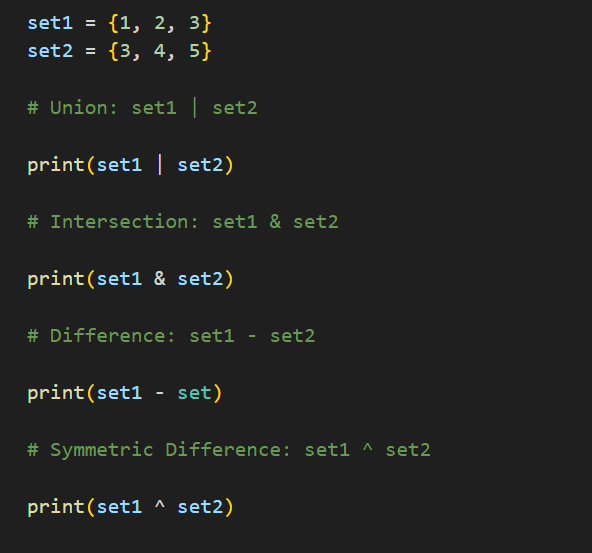 set1 = {1, 2, 3}
set2 = {3, 4, 5}
# Union: set1 | set2
print(set1 | set2)
# Intersection: set1 & set2
print(set1 & set2)
# Difference: set1 - set2
print(set1 - set)
# Symmetric Difference: set1 ^ set2
print(set1 ^ set2)